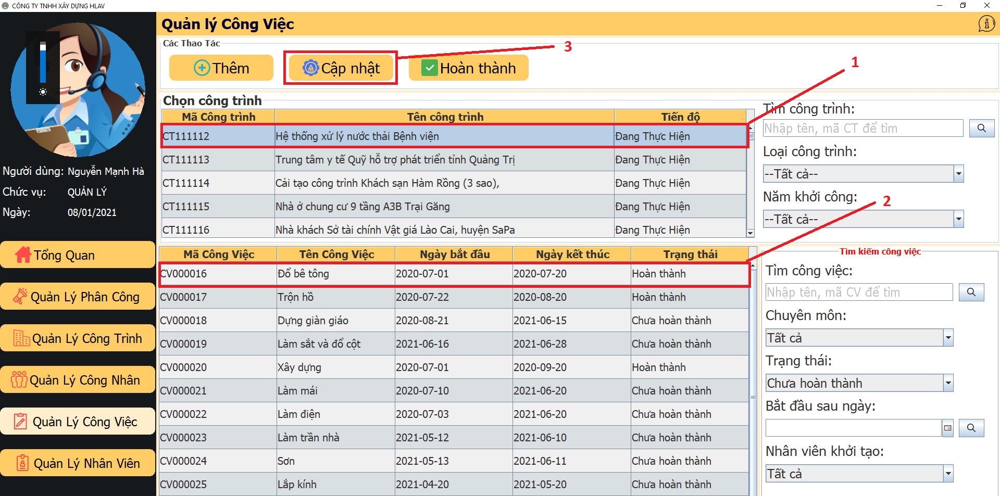 CÔNG TY TNHH XÂY DỰNG HLAV
Quản lý Công Việc
Các Thao Tác
Thêm
Cập nhật
Hoàn thành
3
1
Người dùng: Nguyễn Mạnh Hà
Chức vụ: QUẢN LÝ
Ngày: 08/01/2021
Tổng Quan
Quản Lý Phân Công
Quản Lý Công Trình
Quản Lý Công Nhân
Quản Lý Công Việc
Quản Lý Nhân Viên
Chọn công trình
Mã Công trình Tên công trình Tiến độ
CT111112 Hệ thống xử lý nước thải Bệnh viện Đang Thực Hiện
CT111113 Trung tâm y tế Quỹ hỗ trợ phát triển tỉnh Quảng Trị Đang Thực Hiện
CT111114 Cải tạo công trình Khách sạn Hàm Rồng (3 sao), Đang Thực Hiện
CT111115 Nhà ở chung cư 9 tầng A3B Trại Găng Đang Thực Hiện
CT111116 Nhà khách Sở tài chính Vật giá Lào Cai, huyện SaPa Đang Thực Hiện
Tìm công trình:
Nhập tên, mã CT để tìm
Loại công trình:
--Tất cả--
Năm khởi công:
--Tất cả--
2
Mã Công Việc Tên Công Việc Ngày bắt đầu Ngày kết thúc Trạng thái
CV000016 Đổ bê tông 2020-07-01 2020-07-20 Hoàn thành
CV000017 Trộn hồ 2020-07-22 2020-08-20 Hoàn thành
CV000018 Dựng giàn giáo 2020-08-21 2021-06-15 Chưa hoàn thành
CV000019 Làm sắt và đổ cột 2021-06-16 2021-06-28 Chưa hoàn thành
CV000020 Xây dựng 2020-07-01 2020-09-20 Hoàn thành
CV000021 Làm mái 2020-07-10 2021-06-20 Chưa hoàn thành
CV000022 Làm điện 2020-07-03 2021-06-20 Chưa hoàn thành
CV000023 Làm trần nhà 2021-05-12 2021-06-10 Chưa hoàn thành
CV000024 Sơn 2021-05-13 2021-06-11 Chưa hoàn thành
CV000025 Lắp kính 2021-04-20 2021-05-20 Chưa hoàn thành
Tìm kiếm công việc
Tìm công việc:
Nhập tên, mã CV để tìm
Chuyên môn:
Tất cả
Trạng thái:
Chưa hoàn thành
Bắt đầu sau ngày:
Nhân viên khởi tạo:
Tất cả